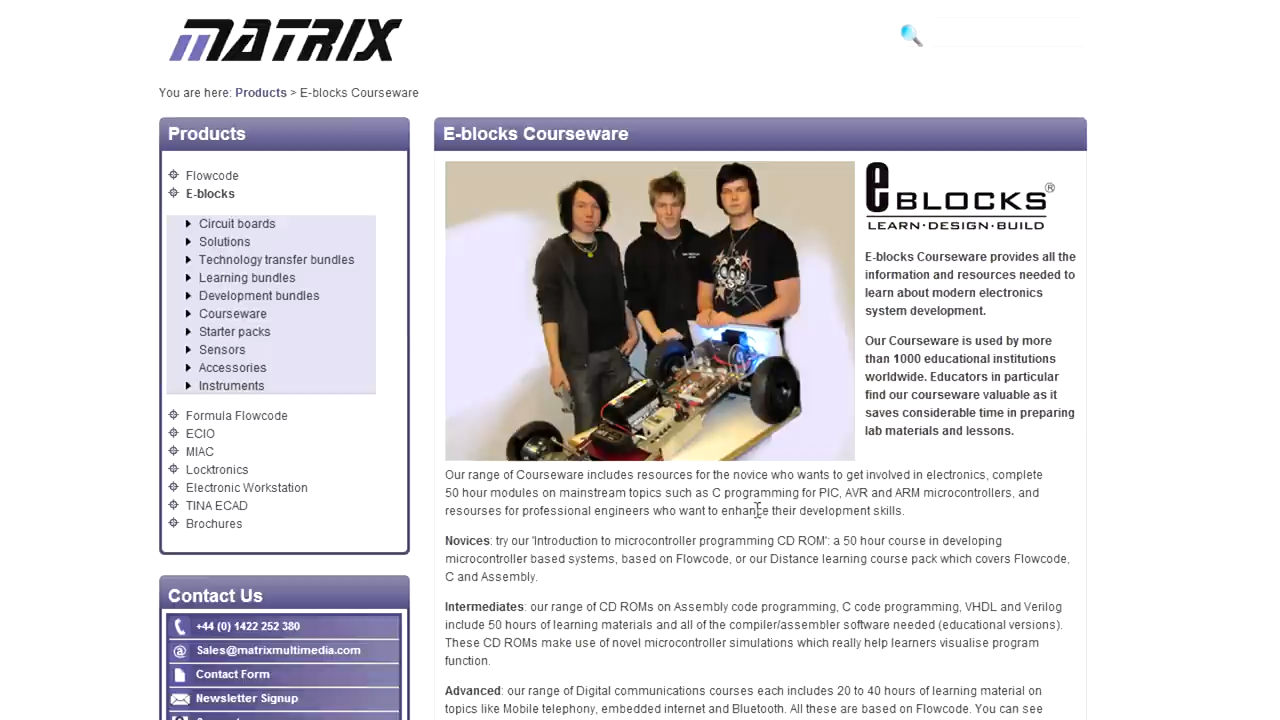 MATRIX
You are here: Products > E-blocks Courseware
Products
Flowcode
E-blocks
Circuit boards
Solutions
Technology transfer bundles
Learning bundles
Development bundles
Courseware
Starter packs
Sensors
Accessories
Instruments
Formula Flowcode
ECIO
MIAC
Locktronics
Electronic Workstation
TINA ECAD
Brochures
Contact Us
+44 (0) 1422 252 380
Sales@matrixmultimedia.com
Contact Form
Newsletter Signup
E-blocks Courseware
eBLOCKS®
LEARN·DESIGN·BUILD
E-blocks Courseware provides all the
information and resources needed to
learn about modern electronics
system development.
Our Courseware is used by more
than 1000 educational institutions
worldwide. Educators in particular
find our courseware valuable as it
saves considerable time in preparing
lab materials and lessons.
Our range of Courseware includes resources for the novice who wants to get involved in electronics, complete
50 hour modules on mainstream topics such as C programming for PIC, AVR and ARM microcontrollers, and
resourses for professional engineers who want to enhance their development skills.
Novices: try our 'Introduction to microcontroller programming CD ROM': a 50 hour course in developing
microcontroller based systems, based on Flowcode, or our Distance learning course pack which covers Flowcode,
C and Assembly.
Intermediates: our range of CD ROMs on Assembly code programming, C code programming, VHDL and Verilog
include 50 hours of learning materials and all of the compiler/assembler software needed (educational versions).
These CD ROMs make use of novel microcontroller simulations which really help learners visualise program
function.
Advanced: our range of Digital communications courses each includes 20 to 40 hours of learning material on
topics like Mobile telephony, embedded internet and Bluetooth. All these are based on Flowcode. You can see